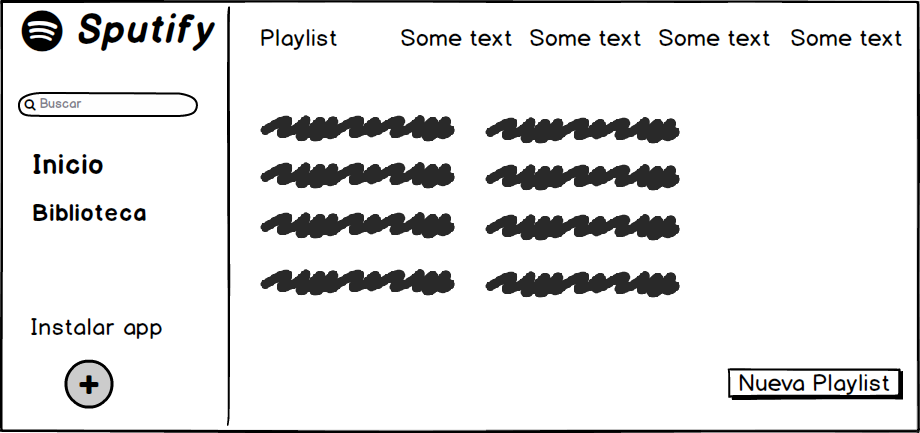 Sputify
Buscar
Inicio
Biblioteca
Instalar app
Playlist Some text Some text Some text Some text
Nueva Playlist